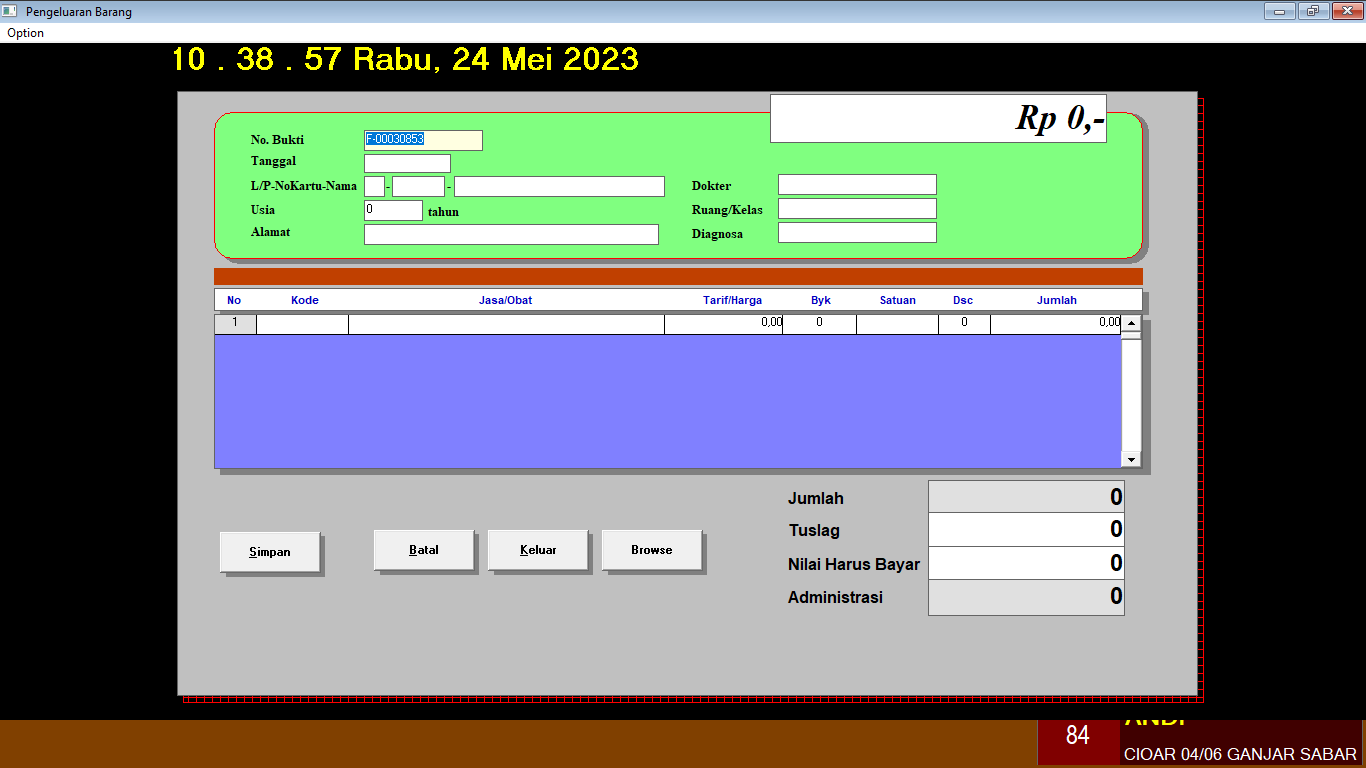 Pengeluaran Barang
Option
10 . 38 . 57 Rabu, 24 Mei 2023
Rp 0,-
No. Bukti F-00030853
Tanggal
L/P-NoKartu-Nama - -
Usia 0 tahun
Alamat
Dokter
Ruang/Kelas
Diagnosa
No Kode Jasa/Obat Tarif/Harga Byk Satuan Dsc Jumlah
1 0,00 0 0 0,00
Jumlah 0
Tuslag 0
Nilai Harus Bayar 0
Administrasi 0
Simpan Batal Keluar Browse
84
CIOAR 04/06 GANJAR SABAR